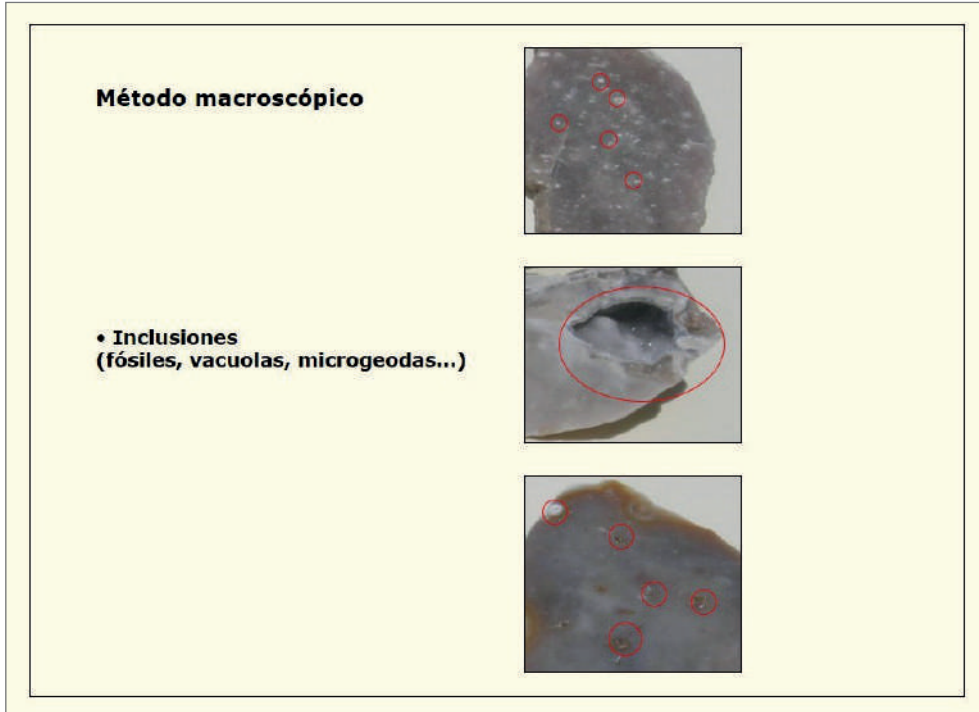 Método macroscópico
• Inclusiones
(fósiles, vacuolas, microgeodas...)